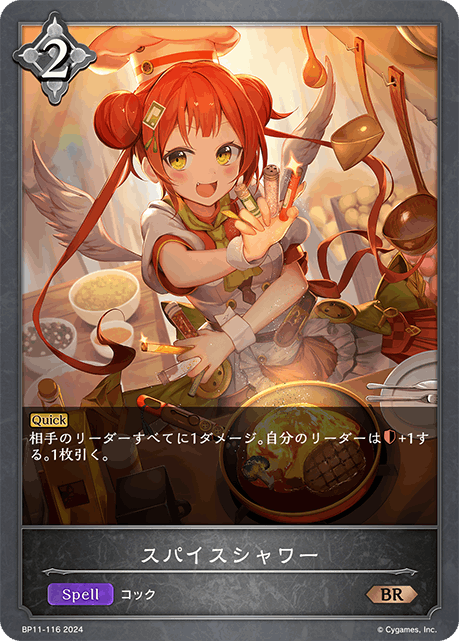 2
Quick
相手のリーダーすべてに1ダメージ。自分のリーダーは+1す
る。1枚引く。
スパイスシャワー
Spell コック BR
BP11-116 2024 © Cygames, Inc.